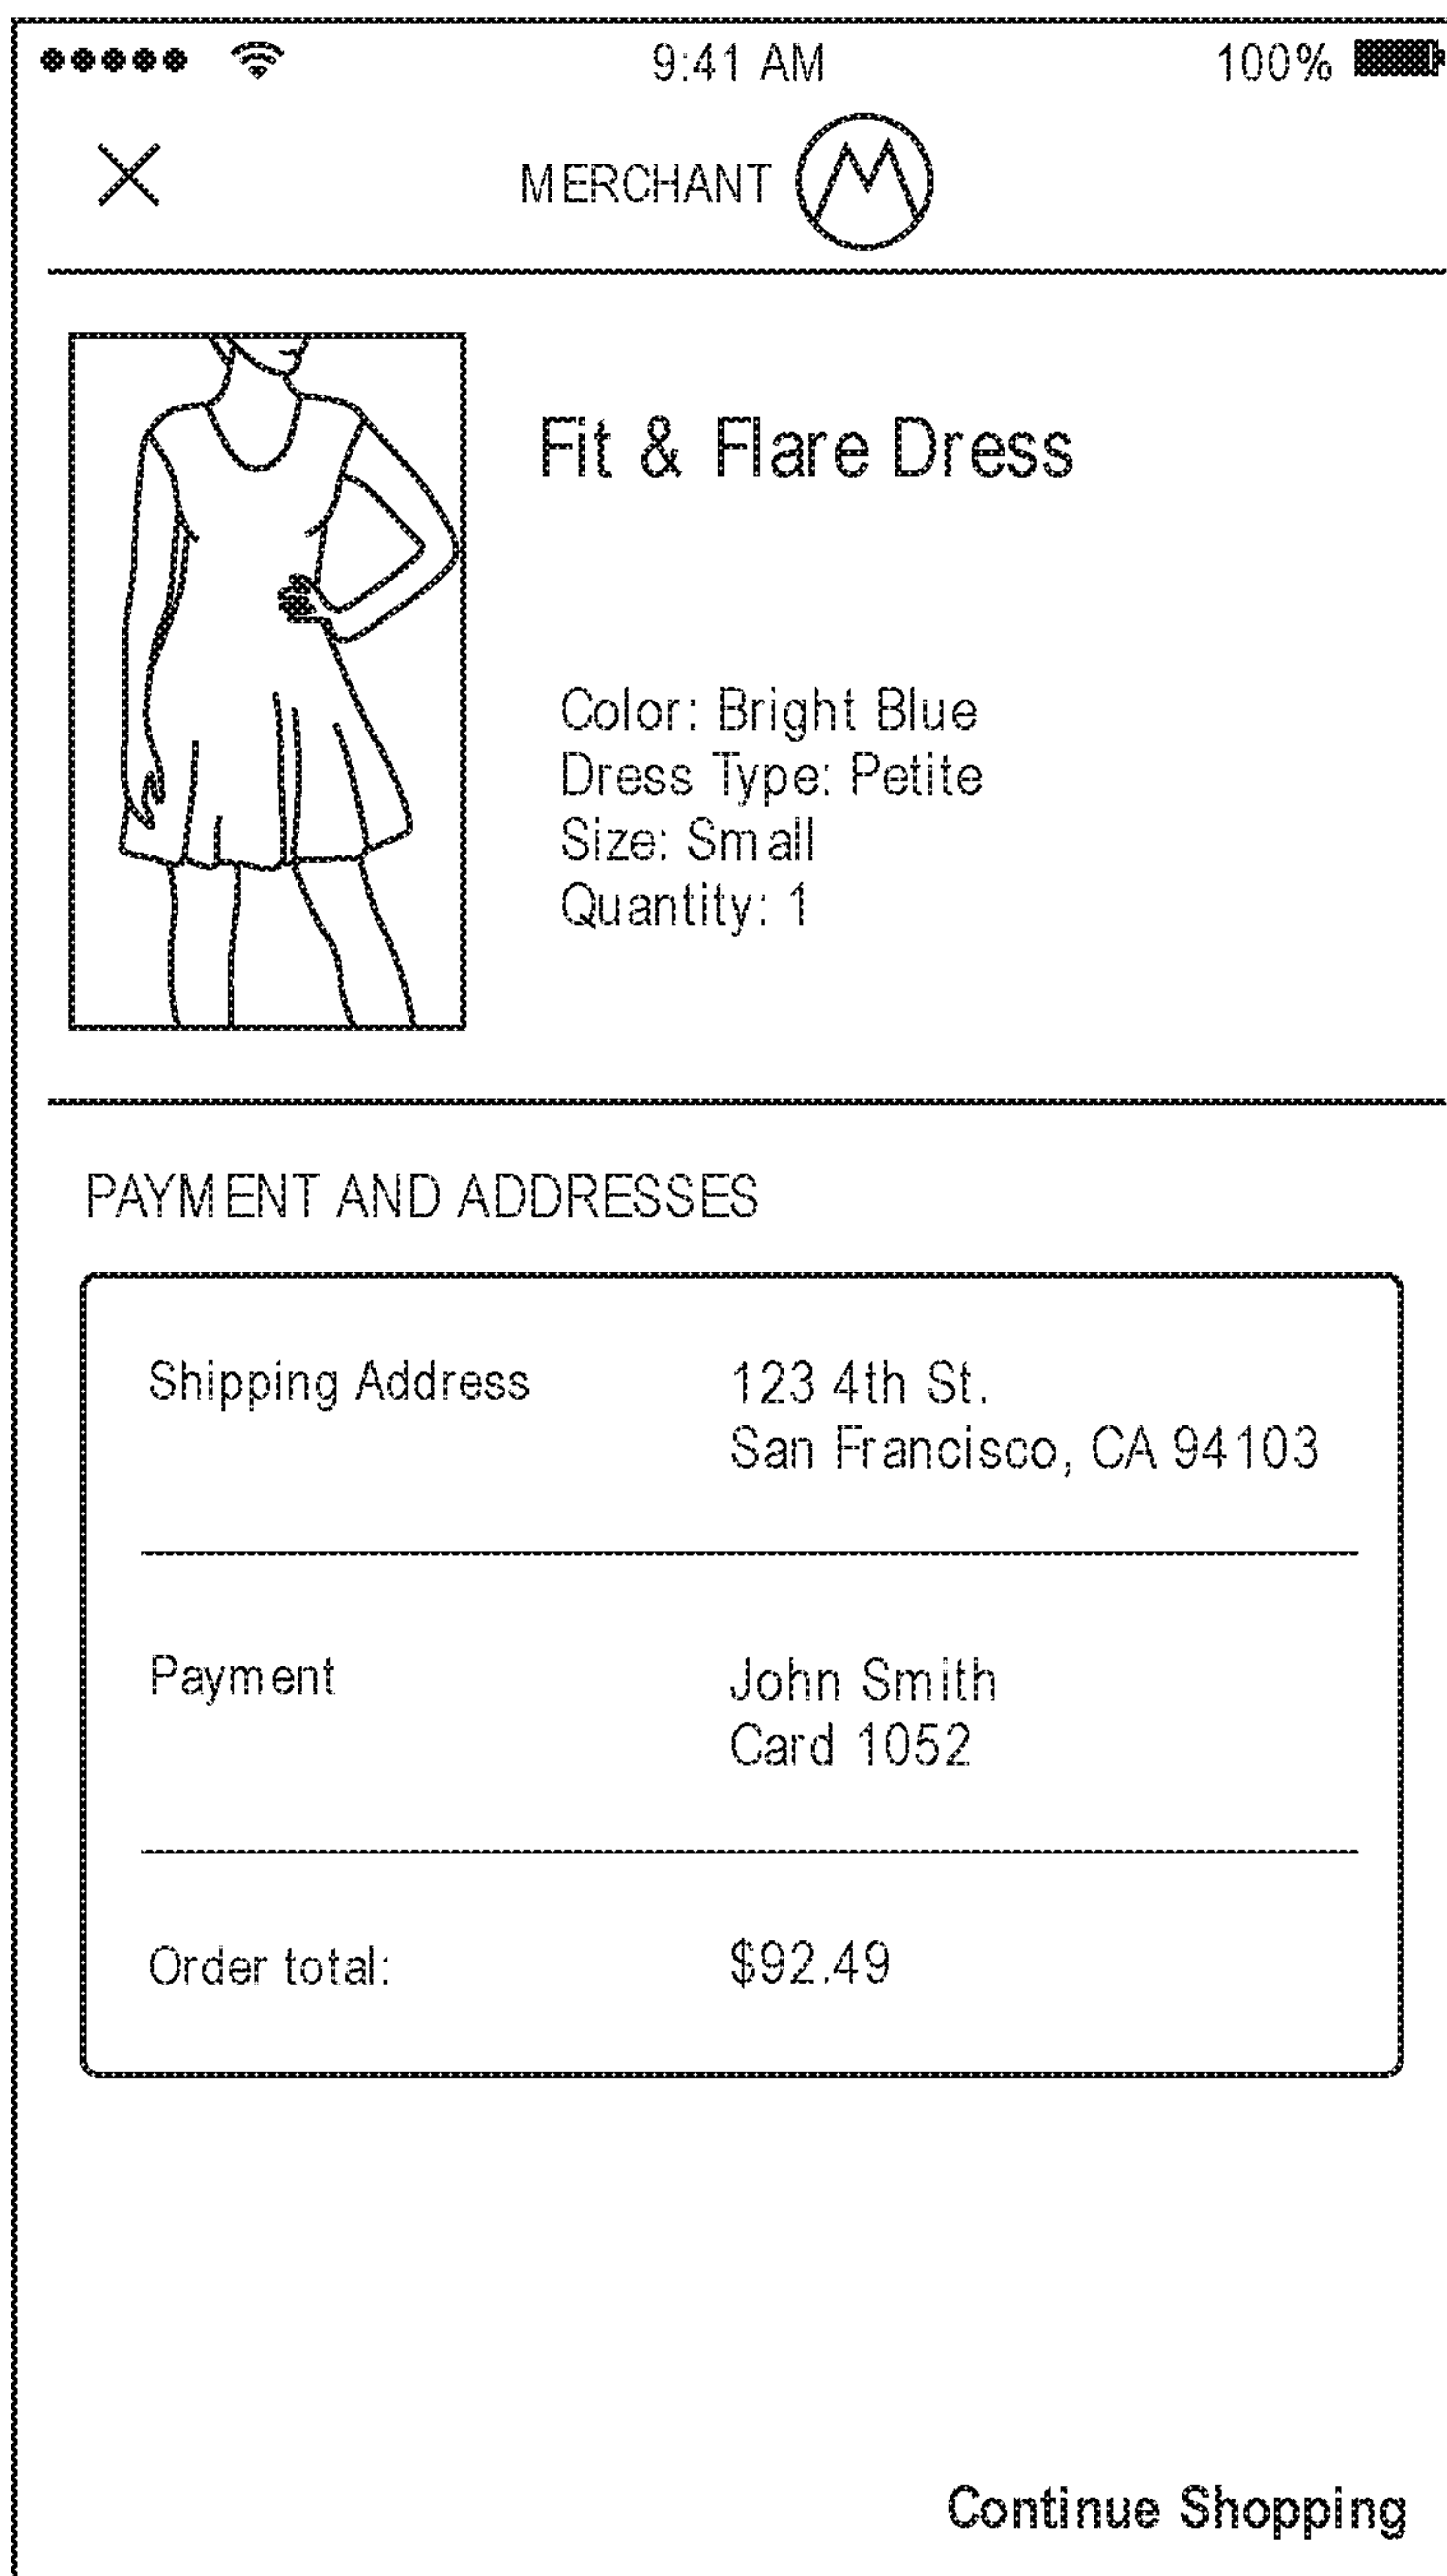 9:41 AM 100%
MERCHANT M
Fit & Flare Dress
Color: Bright Blue
Dress Type: Petite
Size: Small
Quantity: 1
PAYMENT AND ADDRESSES
Shipping Address 123 4th St.
San Francisco, CA 94103
Payment John Smith
Card 1052
Order total: $92.49
Continue Shopping